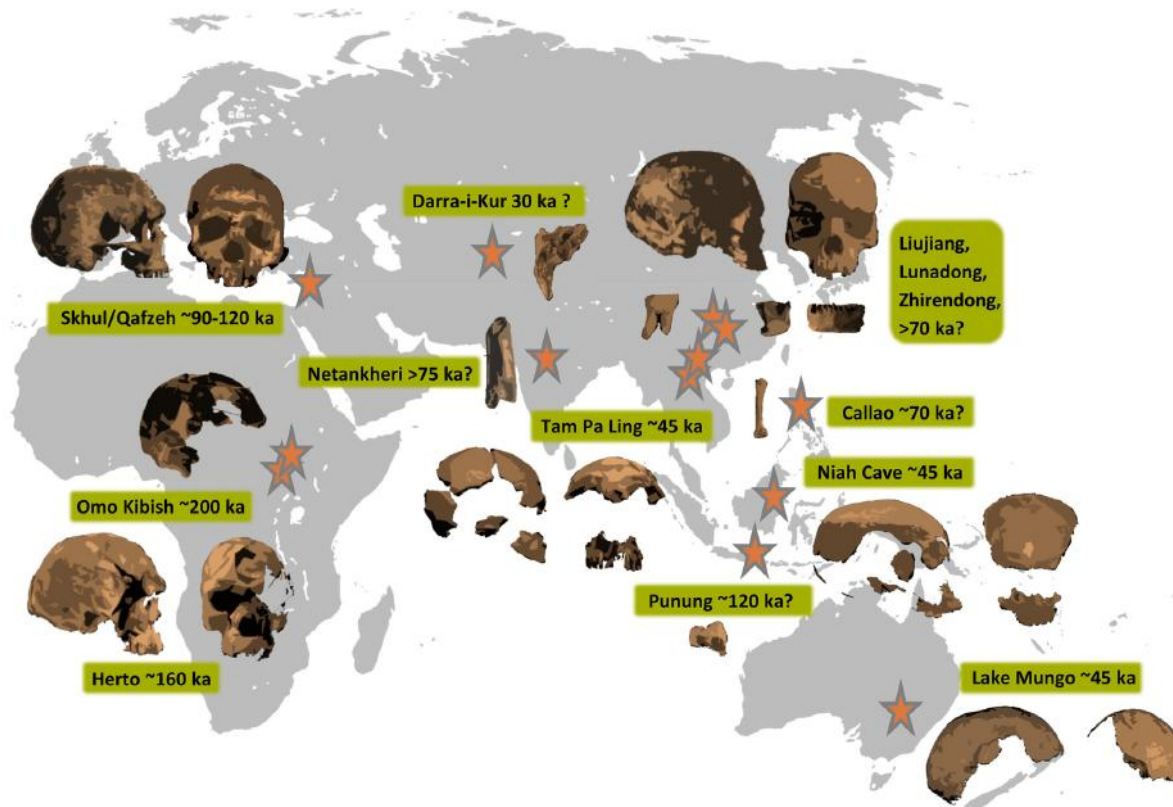 Darra-i-Kur 30 ka ?
Liujiang,
Lunadong,
Zhirendong,
>70 ka?
Skhul/Qafzeh ~90-120 ka
Netankheri >75 ka?
Tam Pa Ling ~45 ka
Callao ~70 ka?
Niah Cave ~45 ka
Omo Kibish ~200 ka
Punung ~120 ka?
Herto ~160 ka
Lake Mungo ~45 ka